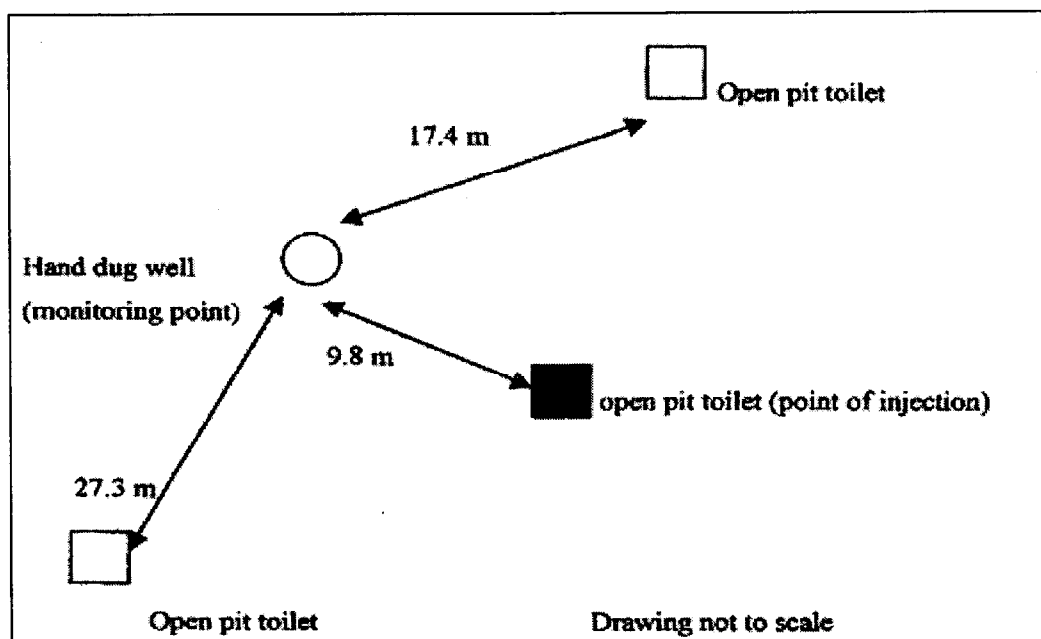 Open pit toilet
17.4 m
Hand dug well
(monitoring point)
9.8 m
open pit toilet (point of injection)
27.3 m
Open pit toilet
Drawing not to scale